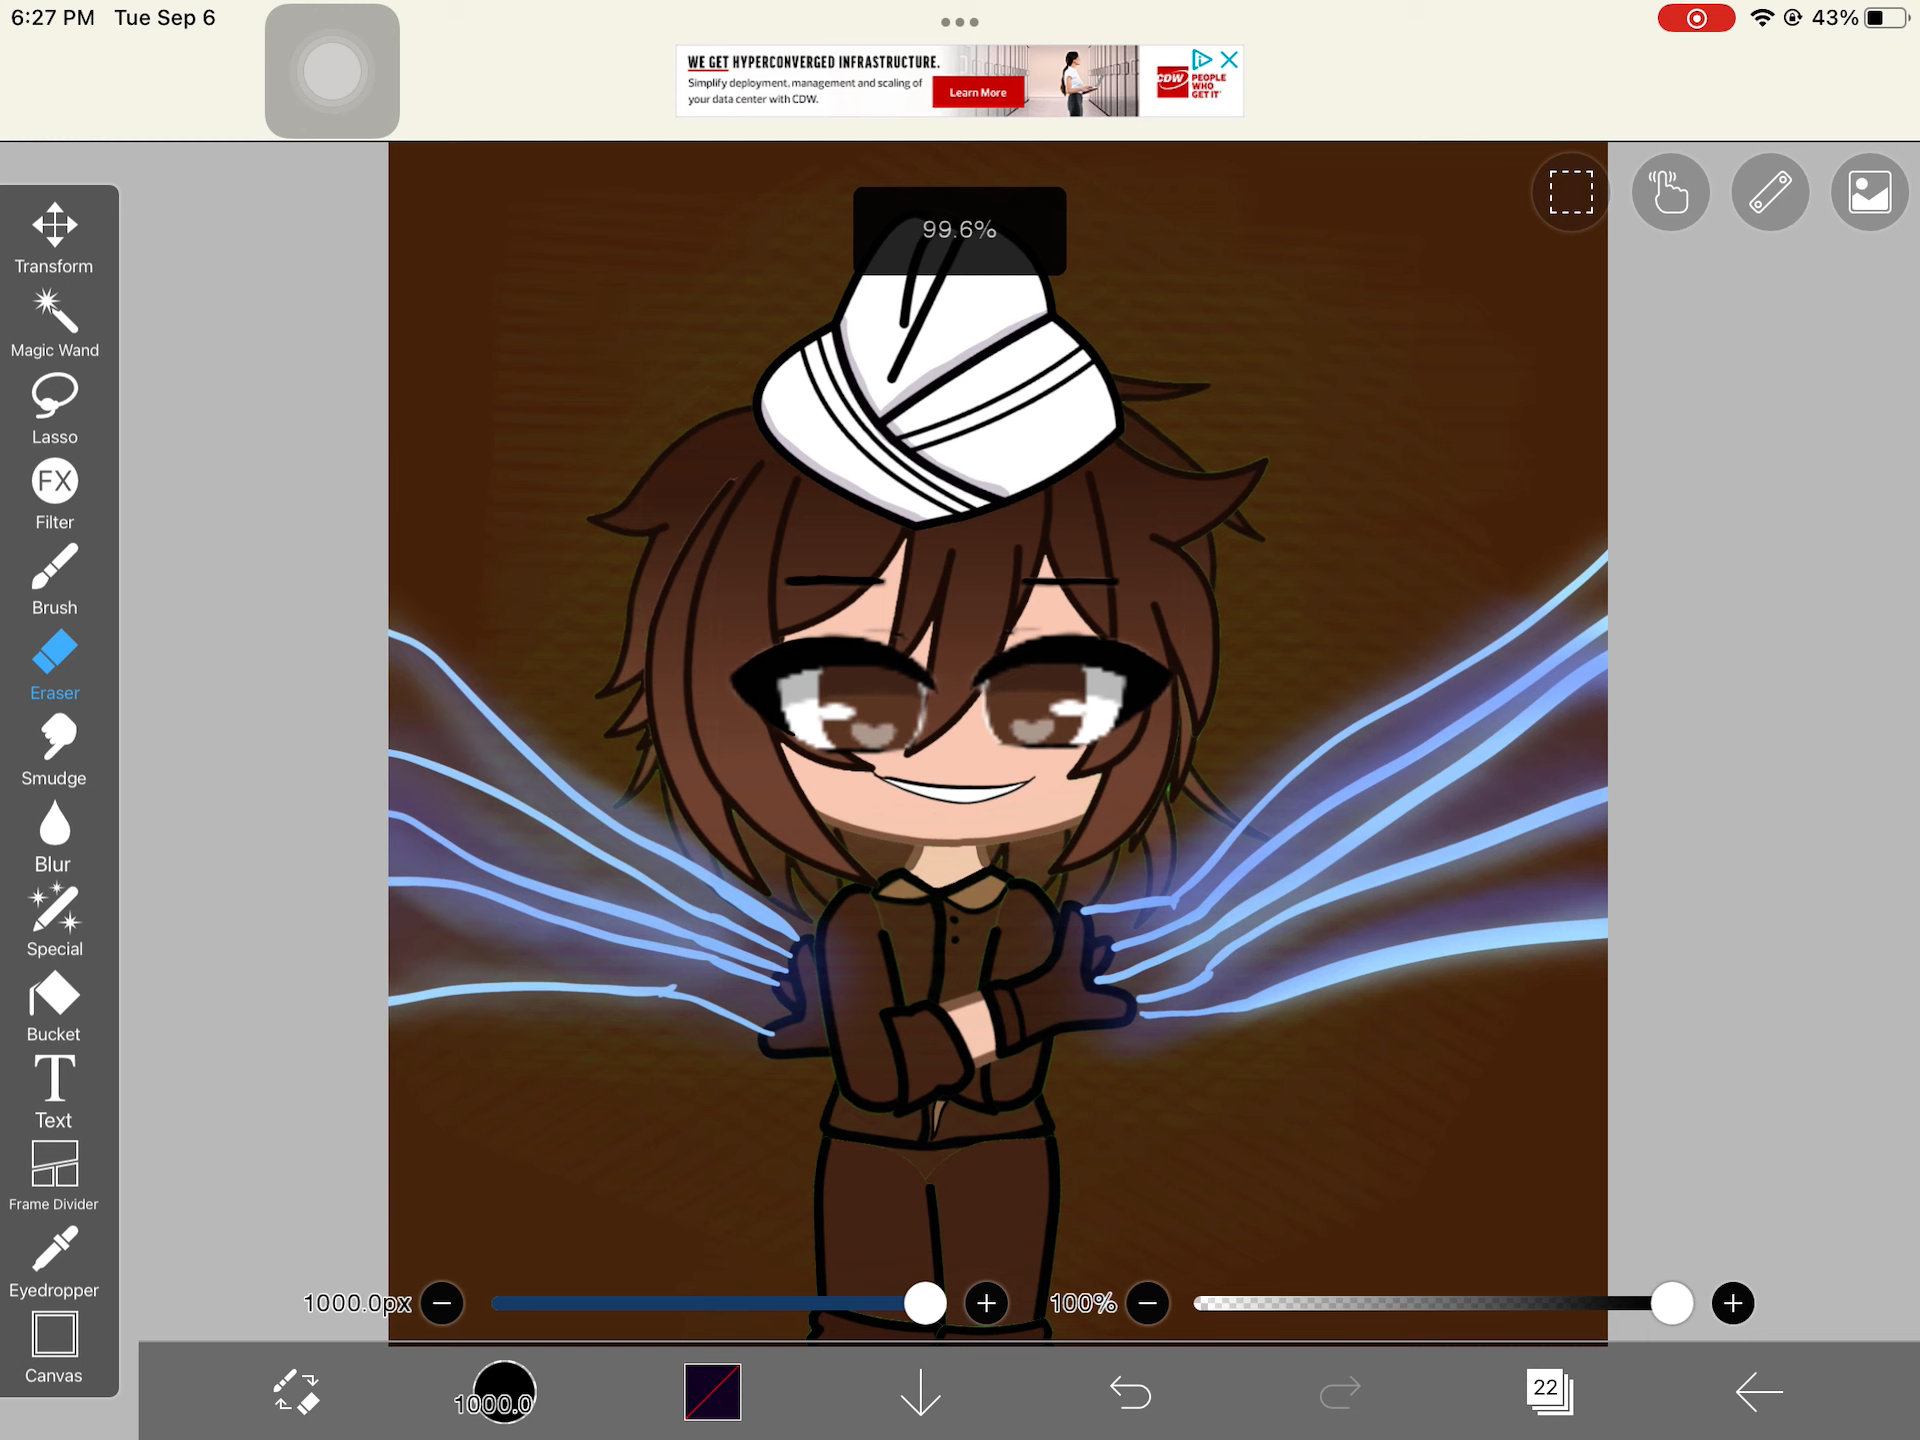 6:27 PM Tue Sep 6
43%
WE GET HYPERCONVERGED INFRASTRUCTURE.
Simplify deployment, management and scaling of
your data center with CDW.
Learn More
CDW PEOPLE
WHO
GET IT
99.6%
Transform
Magic Wand
Lasso
FX
Filter
Brush
Eraser
Smudge
Blur
Special
Bucket
T
Text
Frame Divider
Eyedropper
Canvas
1000.0px
100%
1000.0
22